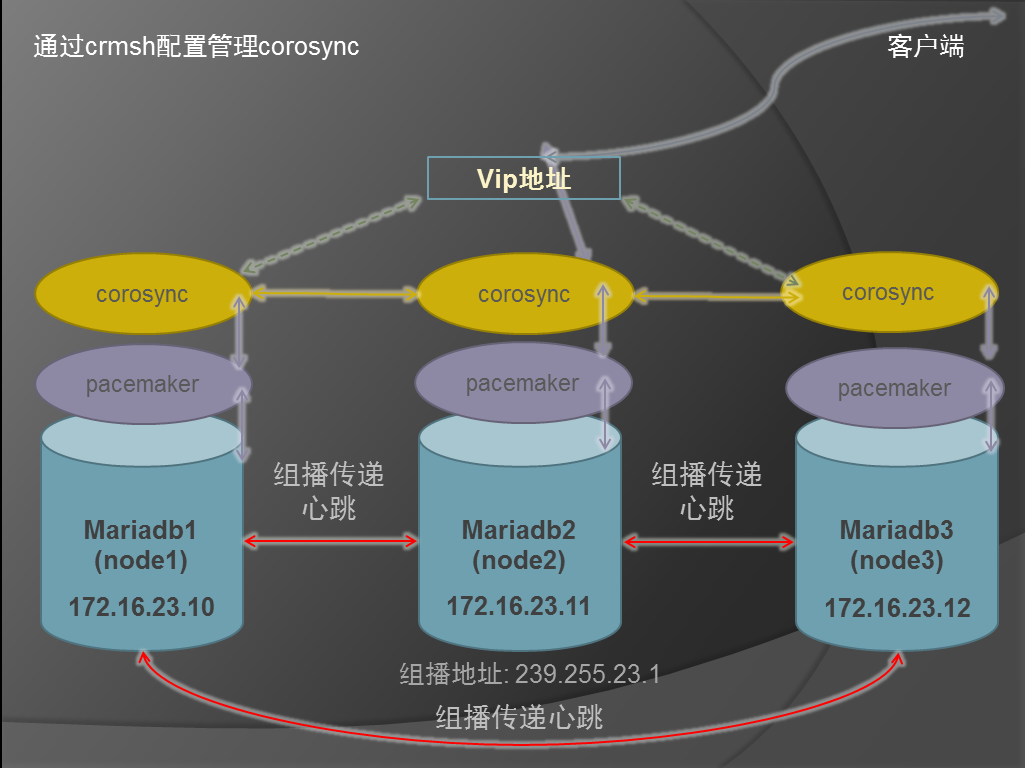 通过crmsh配置管理corosync
客户端
Vip地址
corosync
corosync
corosync
pacemaker
pacemaker
pacemaker
组播传递
心跳
组播传递
心跳
Mariadb1
(node1)
172.16.23.10
Mariadb2
(node2)
172.16.23.11
Mariadb3
(node3)
172.16.23.12
组播地址: 239.255.23.1
组播传递心跳